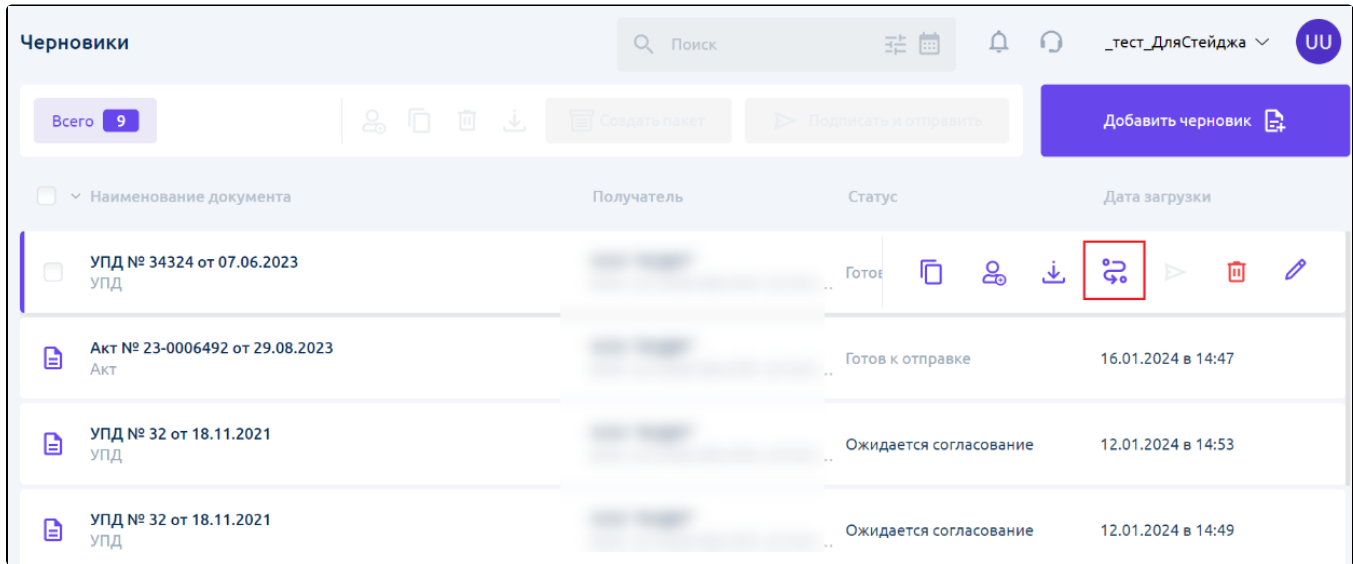 Черновики
Поиск
_тест_ДляСтейджа
UU
Всего 9
Создать пакет
Подписать и отправить
Добавить черновик
Наименование документа
Получатель
Статус
Дата загрузки
УПД № 34324 от 07.06.2023
УПД
Готов
Акт № 23-0006492 от 29.08.2023
Акт
Готов к отправке
16.01.2024 в 14:47
УПД № 32 от 18.11.2021
УПД
Ожидается согласование
12.01.2024 в 14:53
УПД № 32 от 18.11.2021
УПД
Ожидается согласование
12.01.2024 в 14:49